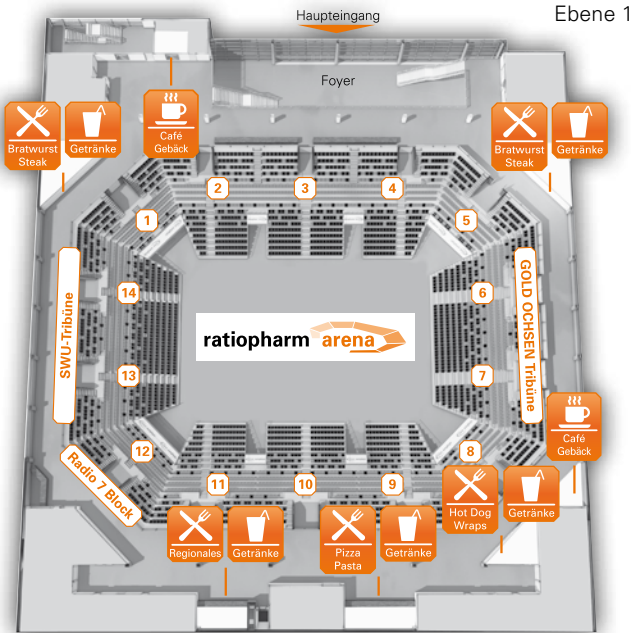 Haupteingang
Ebene 1
Foyer
Bratwurst
Steak
Getränke
Café
Gebäck
Bratwurst
Steak
Getränke
1
2
3
4
5
14
6
SWU-Tribüne
GOLD OCHSEN Tribüne
ratiopharm arena
13
7
12
8
Café
Gebäck
Radio 7 Block
11
10
9
Regionales
Getränke
Pizza
Pasta
Getränke
Hot Dog
Wraps
Getränke